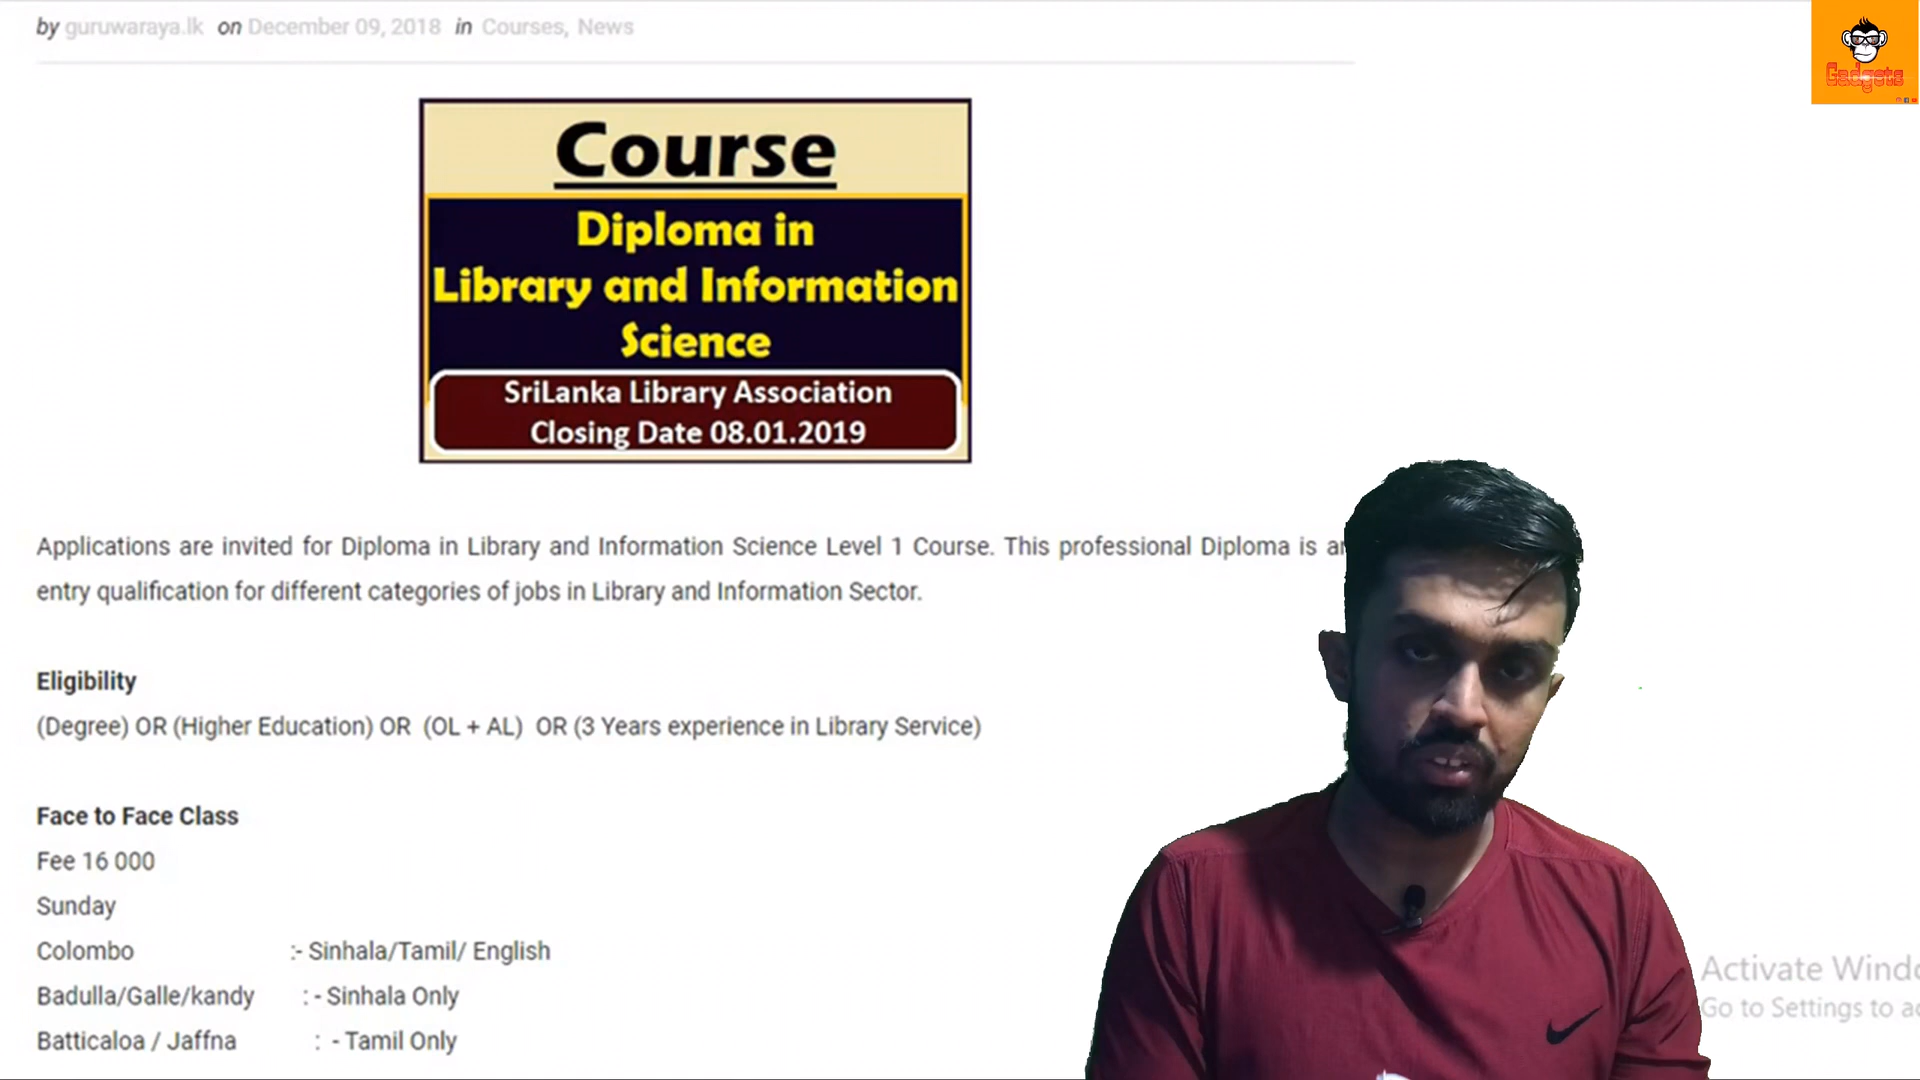 by guruwaraya.lk on December 09, 2018 in Courses, News
Gadgets
Course
Diploma in
Library and Information
Science
SriLanka Library Association
Closing Date 08.01.2019
Applications are invited for Diploma in Library and Information Science Level 1 Course. This professional Diploma is an
entry qualification for different categories of jobs in Library and Information Sector.
Eligibility
(Degree) OR (Higher Education) OR (OL + AL) OR (3 Years experience in Library Service)
Face to Face Class
Fee 16 000
Sunday
Colombo :- Sinhala/Tamil/ English
Badulla/Galle/kandy : - Sinhala Only
Batticaloa / Jaffna : - Tamil Only
Activate Windo
Go to Settings to ac